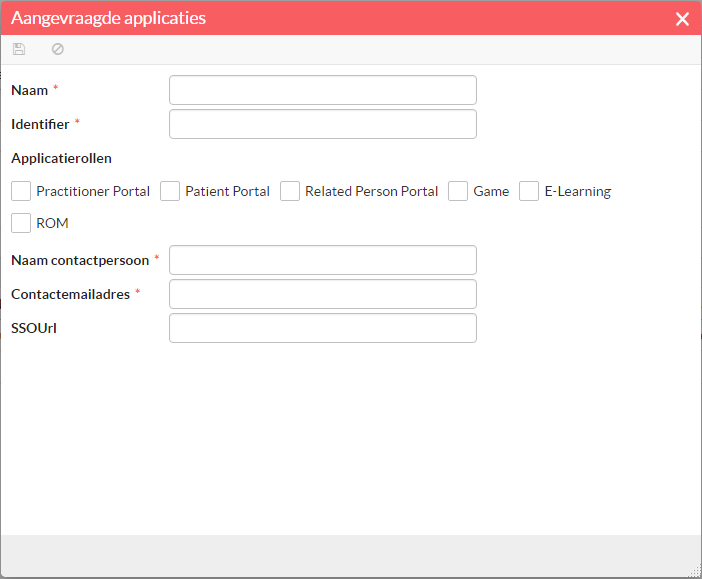 Aangevraagde applicaties
Naam *
Identifier *
Applicatierollen
Practitioner Portal Patient Portal Related Person Portal Game E-Learning
ROM
Naam contactpersoon *
Contactemailadres *
SSOUrl